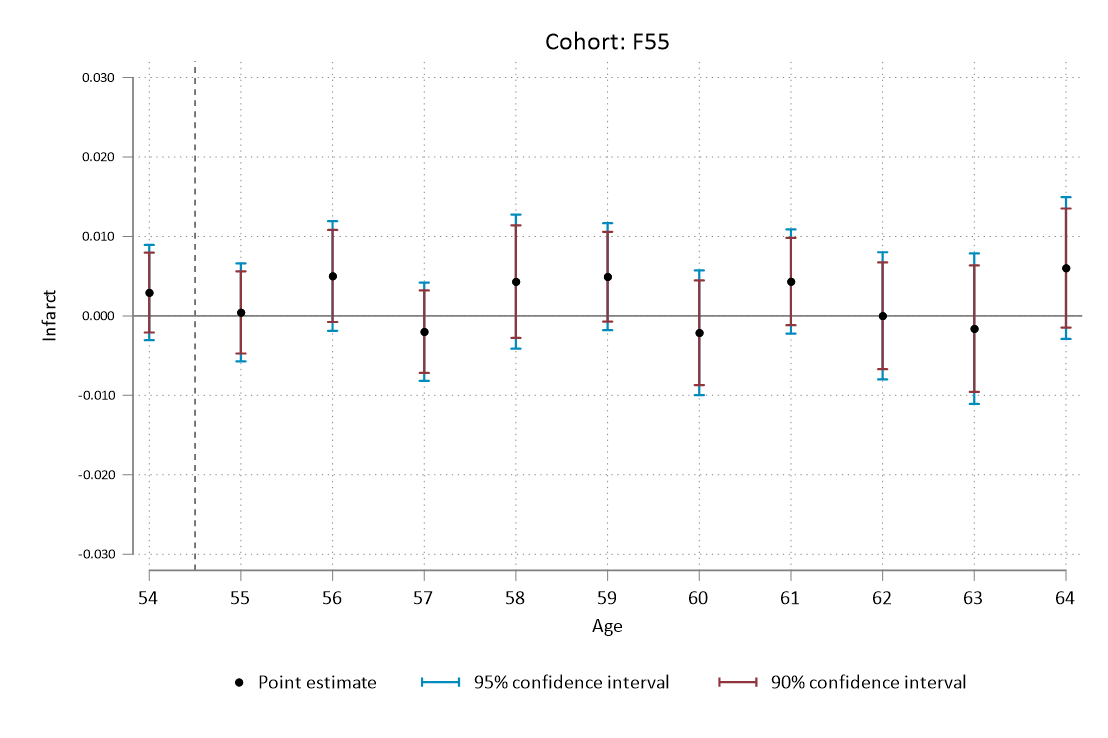 Cohort: F55
0.030
0.020
0.010
0.000
-0.010
-0.020
-0.030
Infarct
54 55 56 57 58 59 60 61 62 63 64
Age
Point estimate 95% confidence interval 90% confidence interval